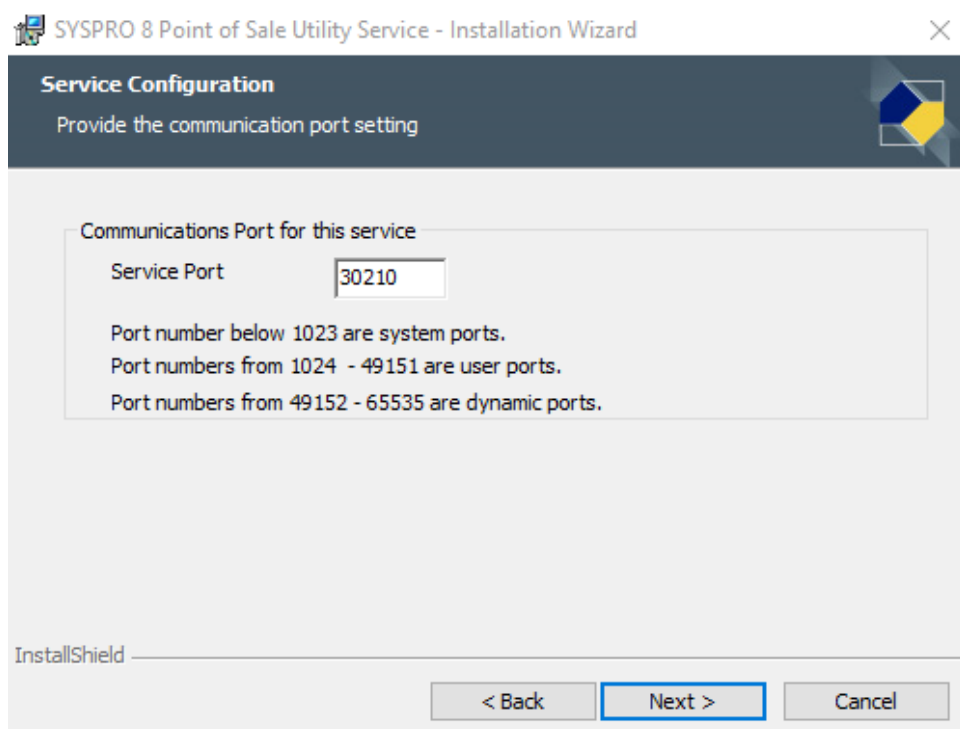 SYSPRO 8 Point of Sale Utility Service - Installation Wizard
Service Configuration
Provide the communication port setting
Communications Port for this service
Service Port 30210
Port number below 1023 are system ports.
Port numbers from 1024 - 49151 are user ports.
Port numbers from 49152 - 65535 are dynamic ports.
InstallShield
< Back Next > Cancel